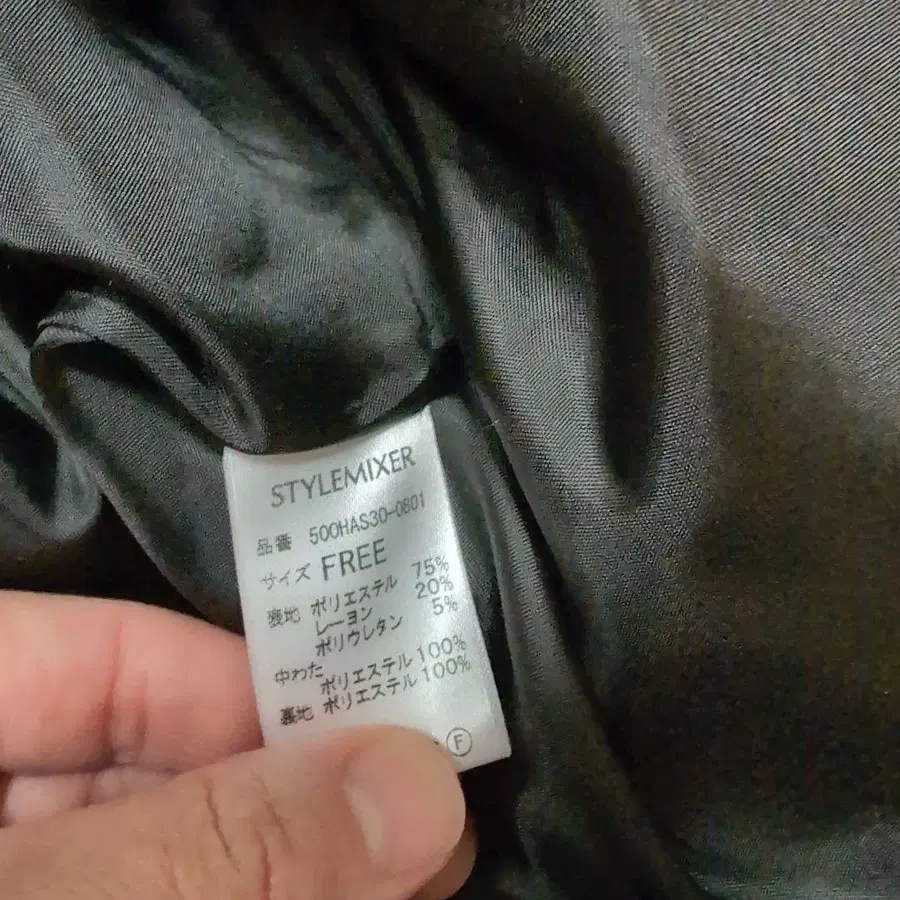 STYLEMIXER
品番 500HAS30-0801
サイズ FREE
表地 ポリエステル 75%
レーヨン 20%
ポリウレタン 5%
中わた
ポリエステル 100%
裏地 ポリエステル 100%
F